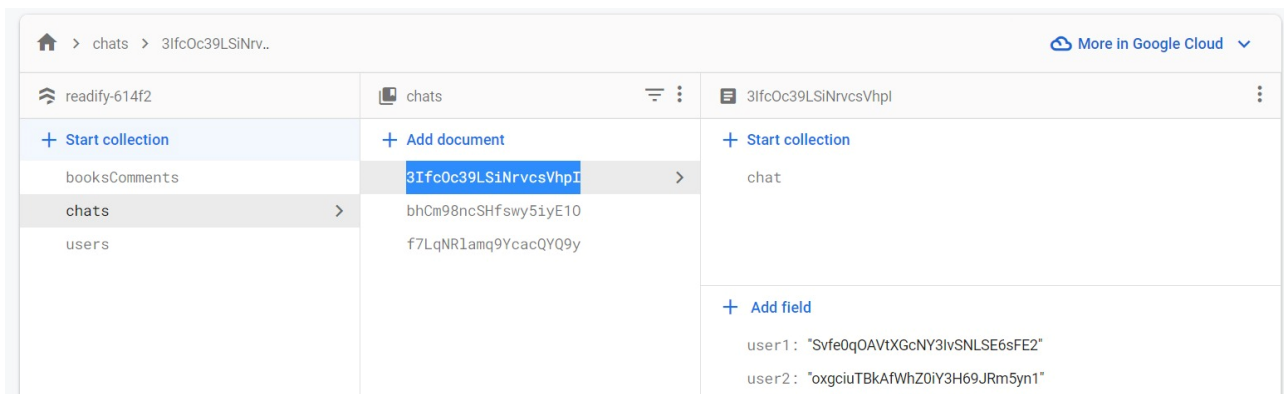 > chats > 3IfcOc39LSiNrv..
More in Google Cloud
readify-614f2
chats
3IfcOc39LSiNrvcsVhpI
+ Start collection
+ Add document
+ Start collection
booksComments
3IfcOc39LSiNrvcsVhpI
chat
chats
bhCm98ncSHfswy5iyE1O
users
f7LqNRlamq9YcacQYQ9y
+ Add field
user1: "Svfe0qOAVtXGcNY3IvSNLSE6sFE2"
user2: "oxgciuTBkAfWhZ0iY3H69JRm5yn1"